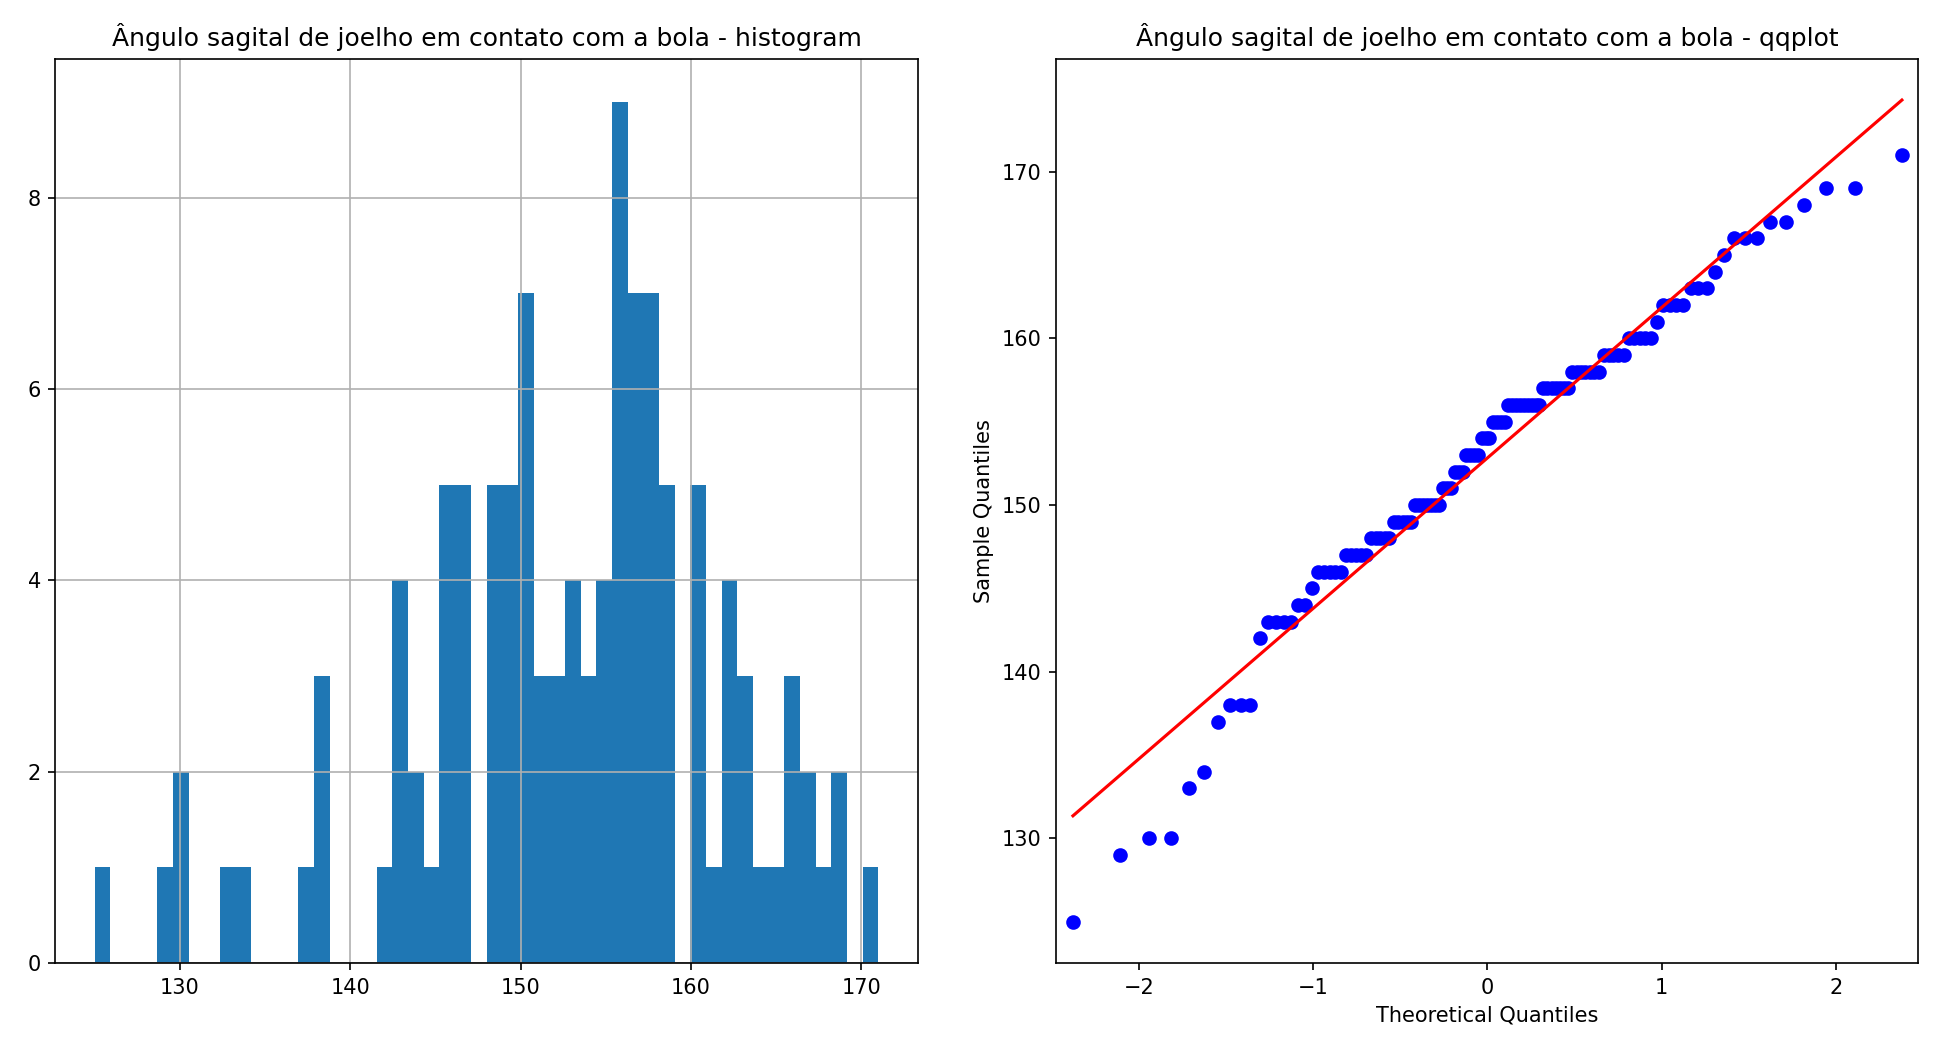 Ângulo sagital de joelho em contato com a bola - histogram
8
6
4
2
0
130 140 150 160 170
Ângulo sagital de joelho em contato com a bola - qqplot
Sample Quantiles
170
160
150
140
130
−2 −1 0 1 2
Theoretical Quantiles